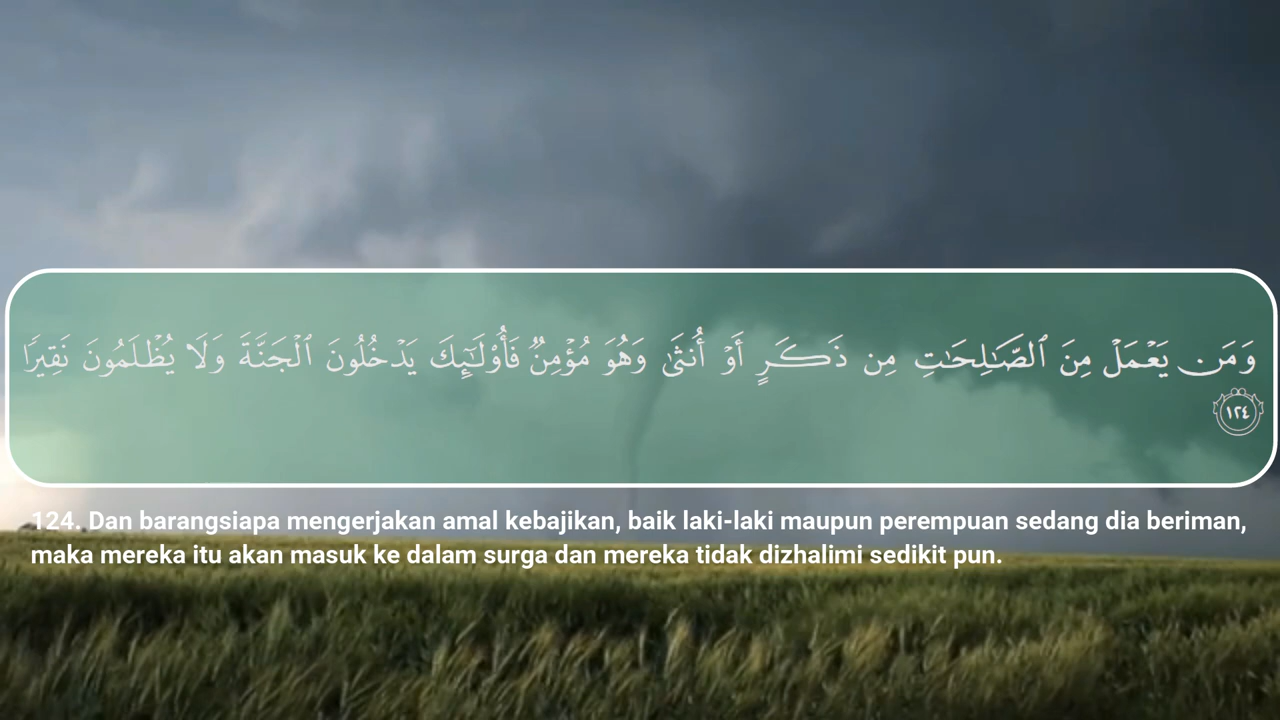 وَمَن يَعْمَلْ مِنَ ٱلصَّـٰلِحَـٰتِ مِن ذَكَرٍ أَوْ أُنثَىٰ وَهُوَ مُؤْمِنٌ فَأُو۟لَـٰٓئِكَ يَدْخُلُونَ ٱلْجَنَّةَ وَلَا يُظْلَمُونَ نَقِيرًا
١٢٤
124. Dan barangsiapa mengerjakan amal kebajikan, baik laki-laki maupun perempuan sedang dia beriman,
maka mereka itu akan masuk ke dalam surga dan mereka tidak dizhalimi sedikit pun.